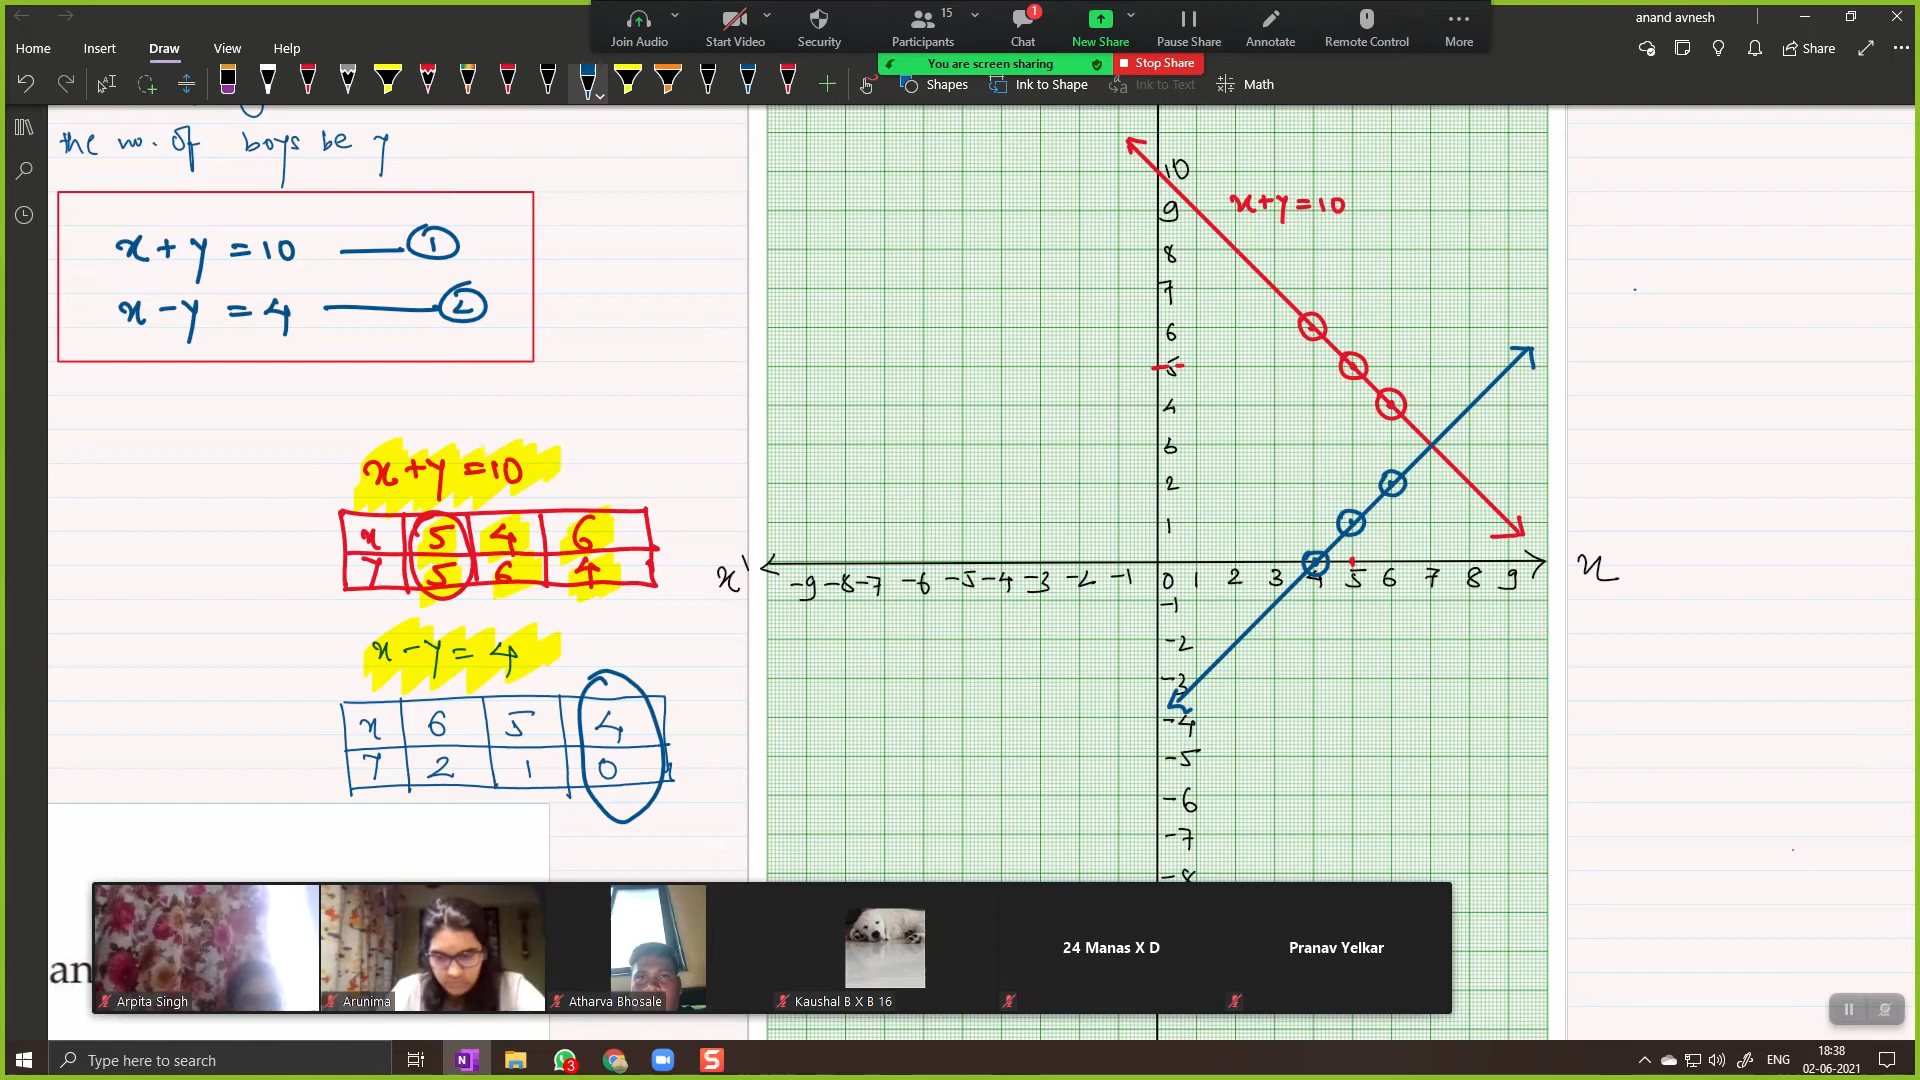 15
1
anand avnesh
Join Audio
Start Video
Security
Participants
Chat
New Share
Pause Share
Annotate
Remote Control
More
Home
Insert
Draw
View
Help
Share
You are screen sharing
Stop Share
Shapes
Ink to Shape
Ink to Text
Math
the no. of boys be y
x + y = 10 ① 
x - y = 4 ②
x + y = 10
x 5 4 6
y 5 6 4
x - y = 4
x 6 5 4
y 2 1 0
an
x+y=10
10
9
8
7
6
5
4
3
2
1
x'
-9 -8 -7 -6 -5 -4 -3 -2 -1 0 1 2 3 4 5 6 7 8 9
x
-1
-2
-3
-4
-5
-6
-7
-8
Arpita Singh
Arunima
Atharva Bhosale
Kaushal B X B 16
24 Manas X D
Pranav Yelkar
Type here to search
N
3
S
ENG
18:38
02-06-2021